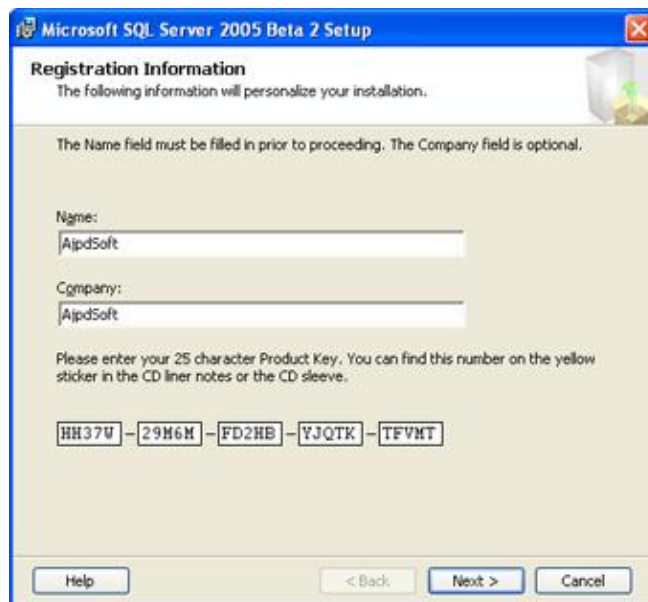 Microsoft SQL Server 2005 Beta 2 Setup
Registration Information
The following information will personalize your installation.
The Name field must be filled in prior to proceeding. The Company field is optional.
Name:
AjpdSoft
Company:
AjpdSoft
Please enter your 25 character Product Key. You can find this number on the yellow
sticker in the CD liner notes or the CD sleeve.
HH37W-29M6M-FD2HB-YJQTK-TFVMT
Help < Back Next > Cancel